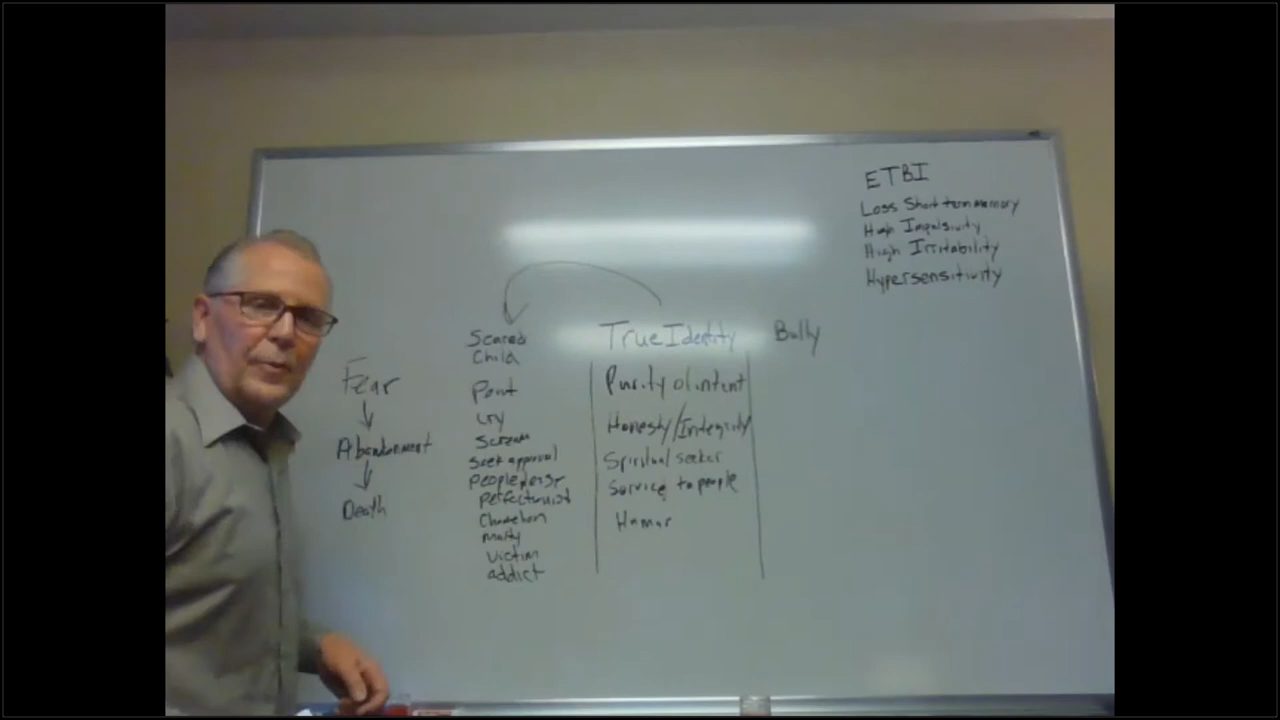 ETBI
Loss Short term memory
High Impulsivity
High Irritability
Hypersensitivity
Fear
Abandonment
Death
Scared
Child
Pout
Cry
Scream
Seek approval
People
Perfectionist
Chameleon
Victim
addict
True Identity
Purity of intent
Honesty/Integrity
Spiritual seeker
Service to people
Humor
Bully